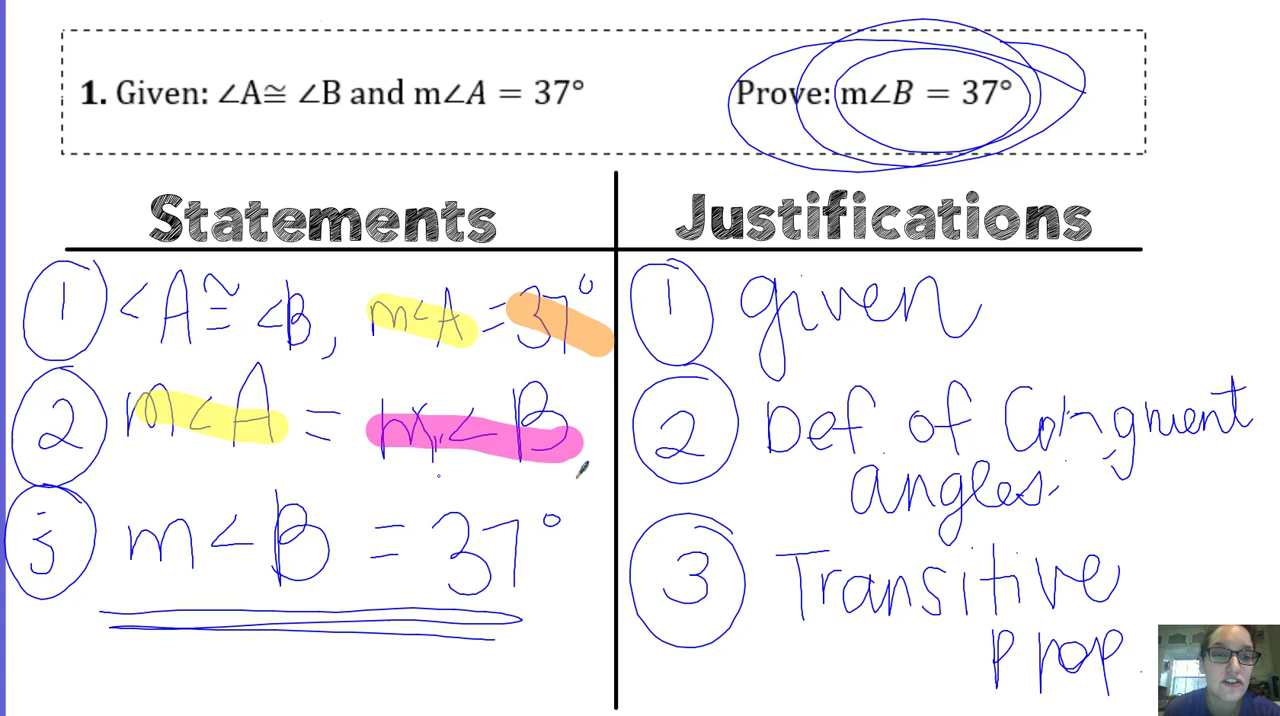 1. Given: ∠A≅ ∠B and m∠A = 37° Prove: m∠B = 37°
Statements Justifications
① <A ≅ <B, m<A = 37° ① given
② m<A = m<B ② Def of Congruent
angles.
③ m<B = 37° ③ Transitive
Prop.